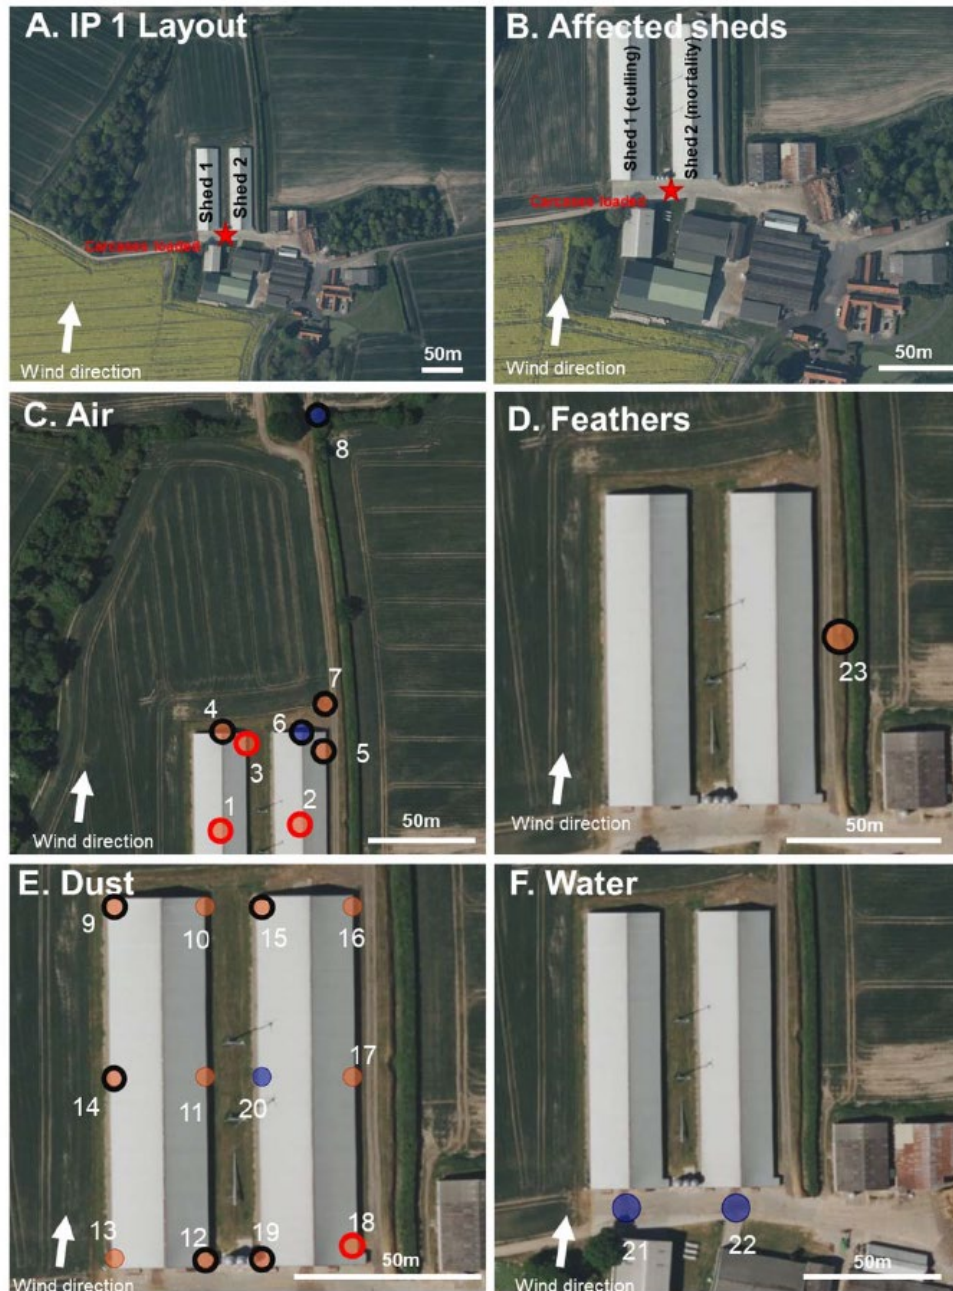 A. IP 1 Layout
Shed 1
Shed 2
Carcases loaded
Wind direction
50m
B. Affected sheds
Shed 1 (culling)
Shed 2 (mortality)
Carcases loaded
Wind direction
50m
C. Air
8
7
4
6
3
5
1
2
Wind direction
50m
D. Feathers
23
Wind direction
50m
E. Dust
9
10
15
16
14
11
20
17
13
12
19
18
Wind direction
50m
F. Water
21
22
Wind direction
50m